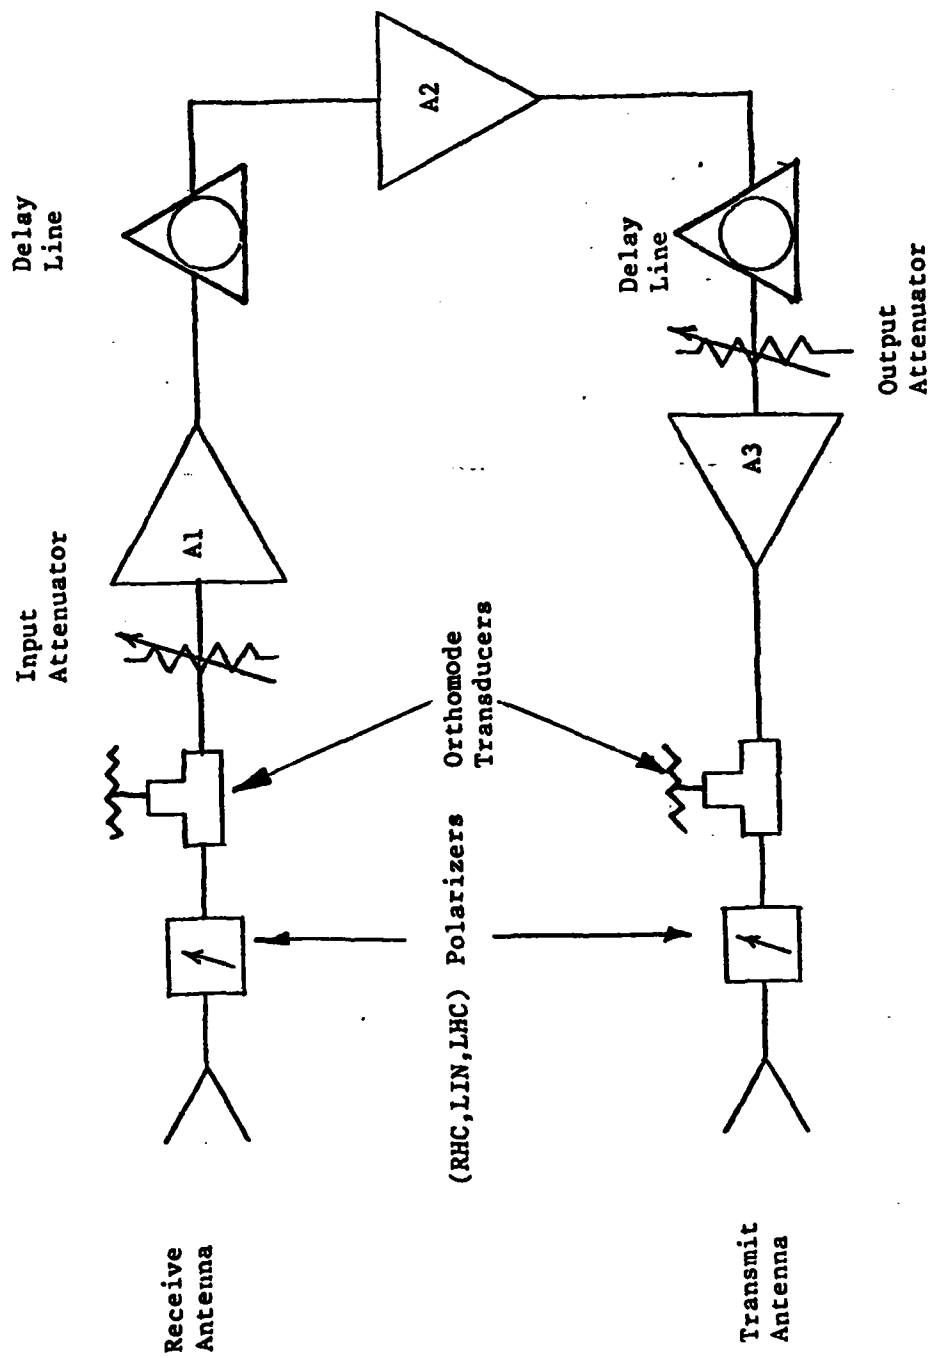 Receive
Antenna
Input
Attenuator
A1
Delay
Line
A2
(RHC,LIN,LHC) Polarizers
Orthomode
Transducers
Transmit
Antenna
A3
Output
Attenuator
Delay
Line